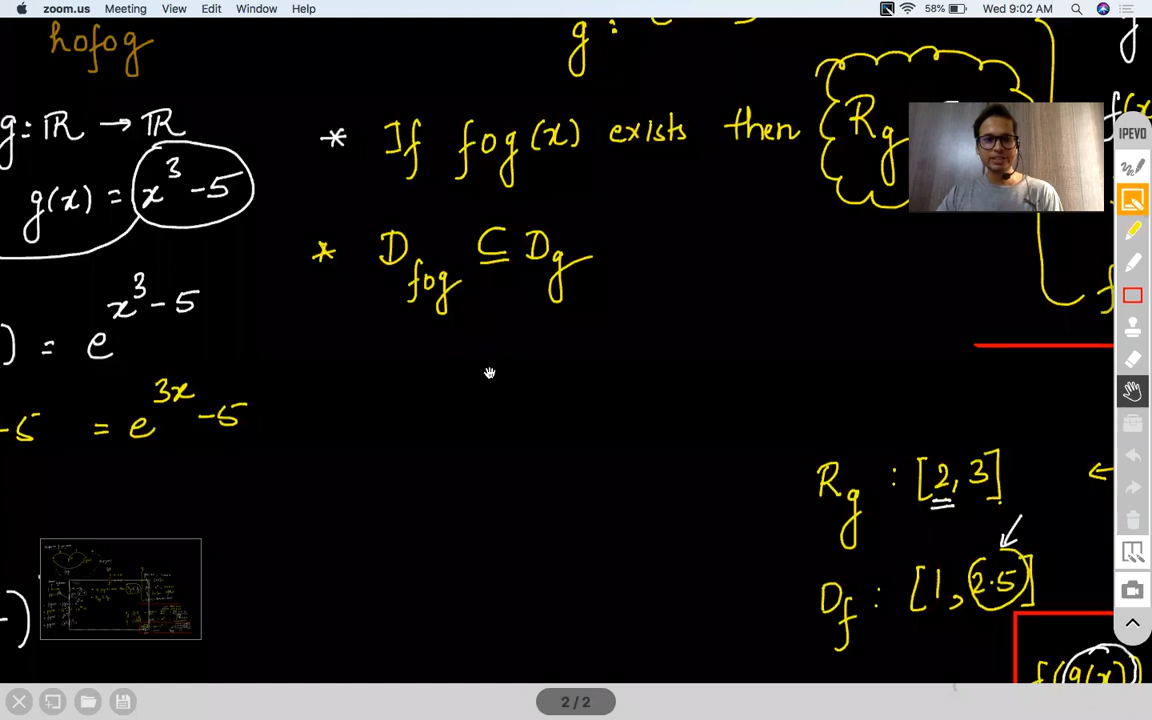 zoom.us Meeting View Edit Window Help 58% Wed 9:02 AM
hofog
g :
g: ℝ → ℝ
g(x) = x³ - 5
* If fog(x) exists then R_g
* D_fog ⊆ D_g
) = e^(x³ - 5)
-5 = e^(3x) - 5
R_g : [2, 3] ←
D_f : [1, 2.5]
f(g(x))
IPEVO
2 / 2